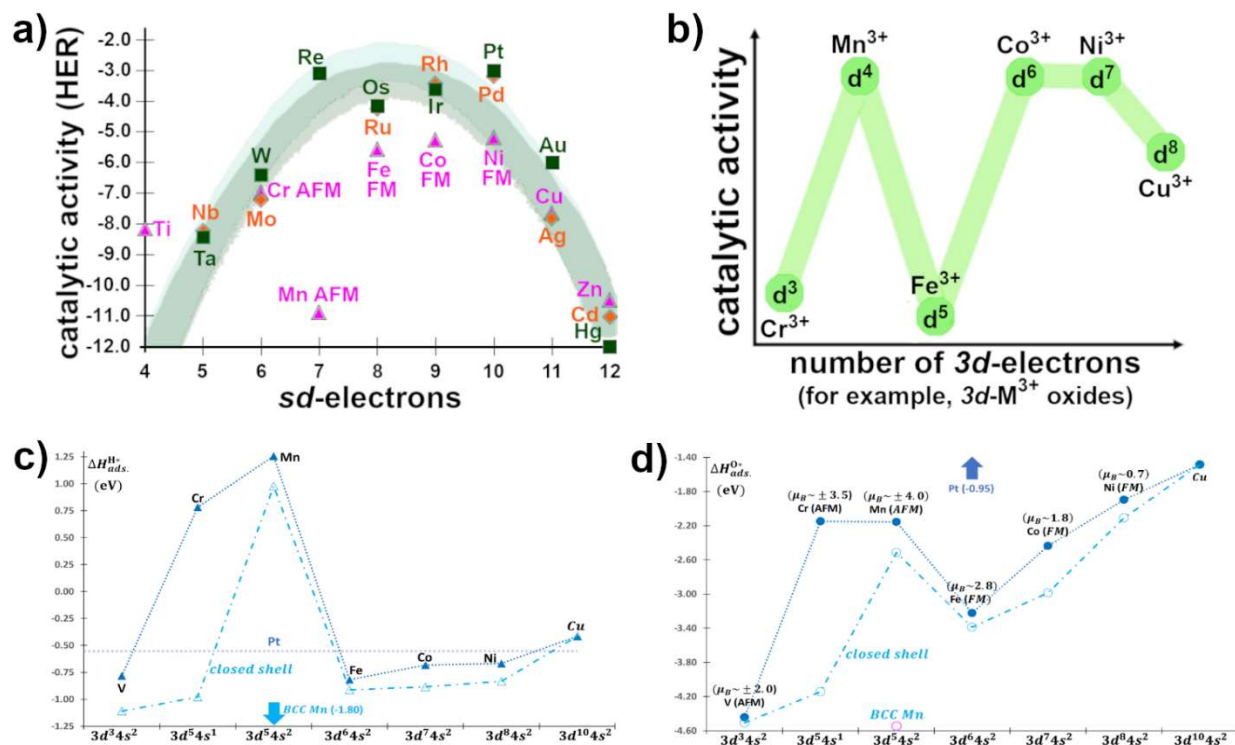 a)
catalytic activity (HER)
-2.0
-3.0
-4.0
-5.0
-6.0
-7.0
-8.0
-9.0
-10.0
-11.0
-12.0
Ti
Nb
Ta
W
Cr AFM
Mo
Re
Mn AFM
Os
Ru
Fe
FM
Rh
Ir
Co
FM
Pt
Pd
Ni
FM
Au
Cu
Ag
Zn
Cd
Hg
4 5 6 7 8 9 10 11 12
sd-electrons
b)
catalytic activity
Mn³⁺
d⁴
Co³⁺ Ni³⁺
d⁶ d⁷
d⁸
Cu³⁺
Fe³⁺
d³
d⁵
Cr³⁺
number of 3d-electrons
(for example, 3d-M³⁺ oxides)
c)
ΔH_{ads.}^{H*}
(eV)
1.25
1.00
0.75
0.50
0.25
0.00
-0.25
-0.50
-0.75
-1.00
-1.25
Mn
Cr
Pt
Cu
V
closed shell
Fe
Co
Ni
BCC Mn (-1.80)
3d³4s² 3d⁵4s¹ 3d⁵4s² 3d⁶4s² 3d⁷4s² 3d⁸4s² 3d¹⁰4s²
d)
ΔH_{ads.}^{O*}
(eV)
-1.40
-1.80
-2.20
-2.60
-3.00
-3.40
-3.80
-4.20
-4.60
Pt (-0.95)
(μ_B~ ± 3.5)
Cr (AFM)
(μ_B~ ± 4.0)
Mn (AFM)
(μ_B~0.7)
Ni (FM)
Cu
(μ_B~1.8)
Co (FM)
(μ_B~2.8)
Fe (FM)
closed shell
(μ_B~ ± 2.0)
V (AFM)
BCC Mn
3d³4s² 3d⁵4s¹ 3d⁵4s² 3d⁶4s² 3d⁷4s² 3d⁸4s² 3d¹⁰4s²